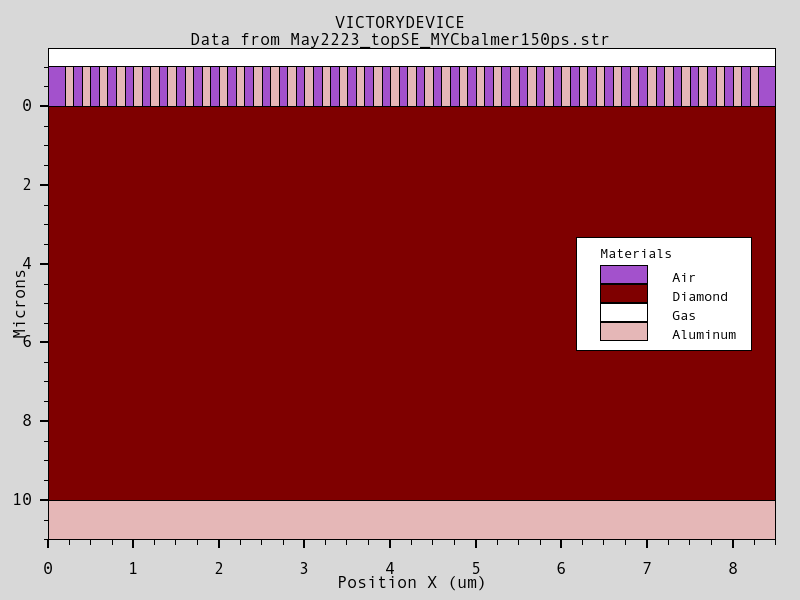 VICTORYDEVICE
Data from May2223_topSE_MYCbalmer150ps.str
0
2
4
6
8
10
Microns
Materials
Air
Diamond
Gas
Aluminum
0 1 2 3 4 5 6 7 8
Position X (um)